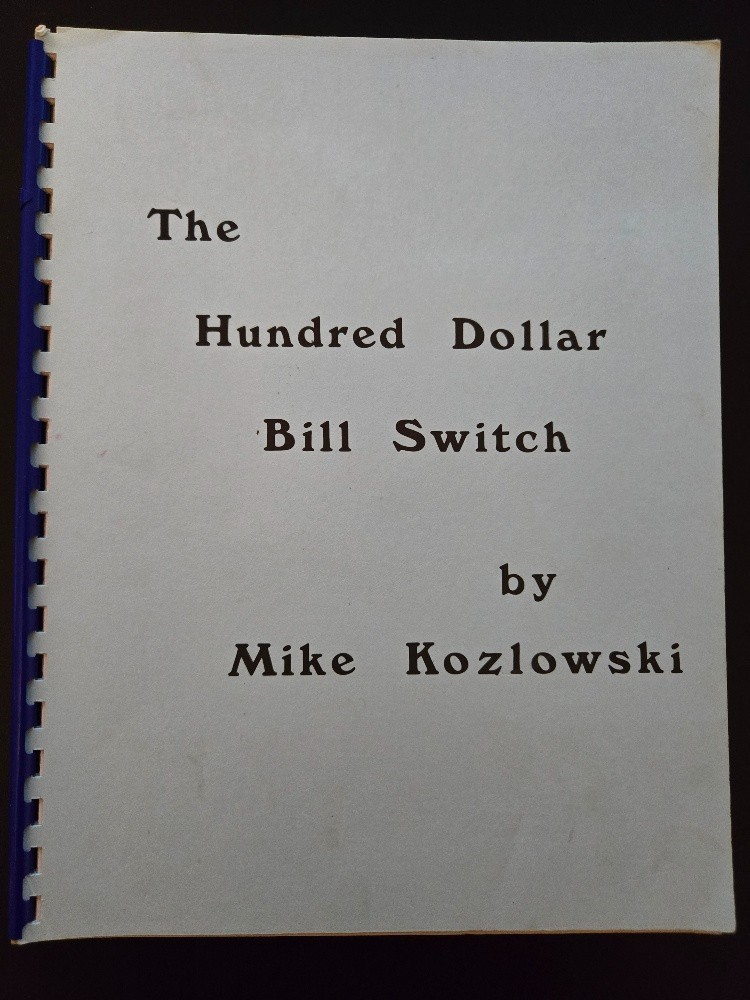 The
Hundred Dollar
Bill Switch
by
Mike Kozlowski